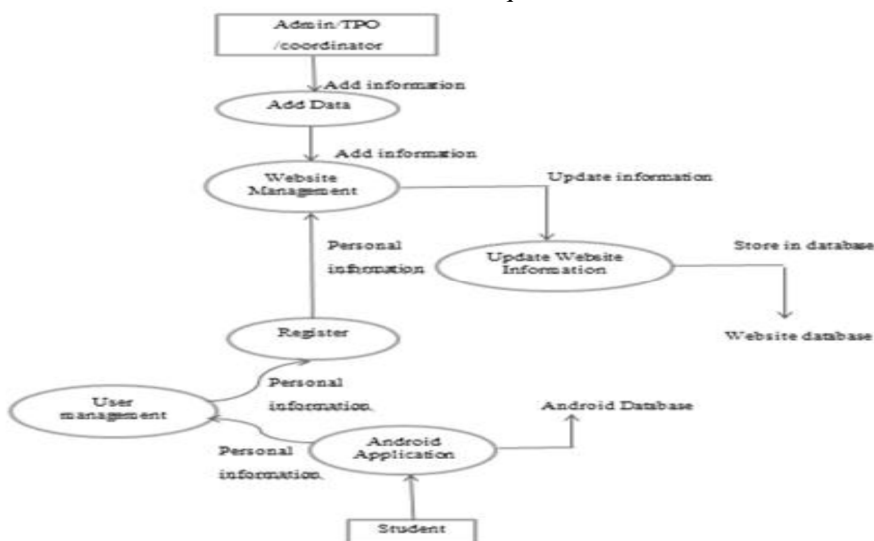 Admin/TPO
/coordinator
Add information
Add Data
Add information
Website
Management
Update information
Personal
information
Update Website
Information
Store in database
Website database
Register
Personal
information
User
management
Android Database
Personal
information
Android
Application
Student